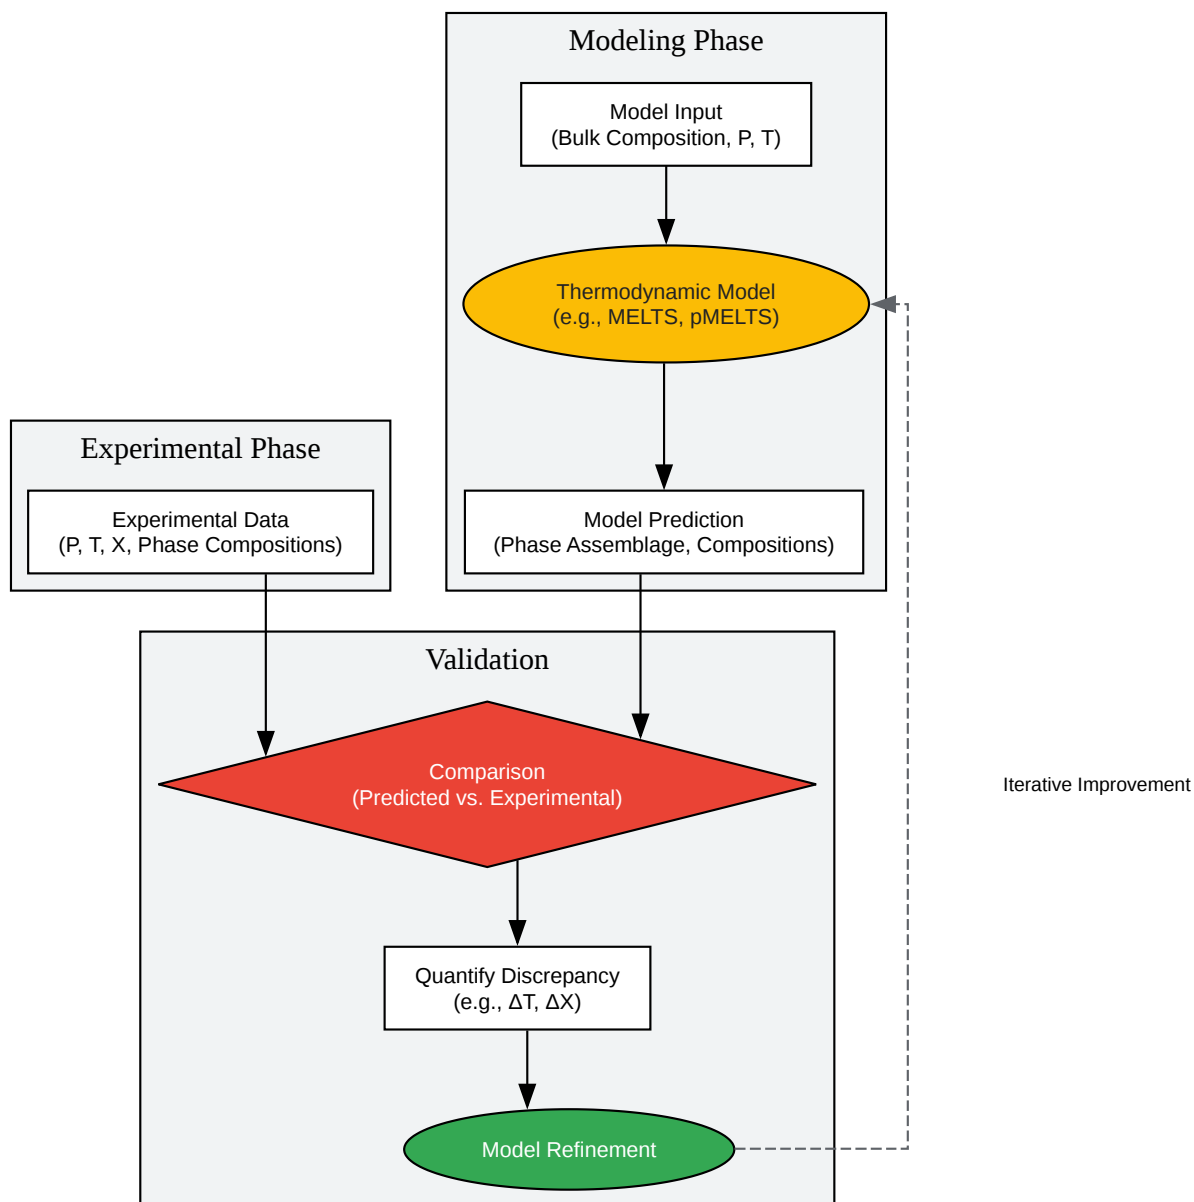 Modeling Phase
Model Input
(Bulk Composition, P, T)
Thermodynamic Model
(e.g., MELTS, pMELTS)
Experimental Phase
Experimental Data
(P, T, X, Phase Compositions)
Model Prediction
(Phase Assemblage, Compositions)
Validation
Comparison
(Predicted vs. Experimental)
Iterative Improvement
Quantify Discrepancy
(e.g., ΔT, ΔX)
Model Refinement